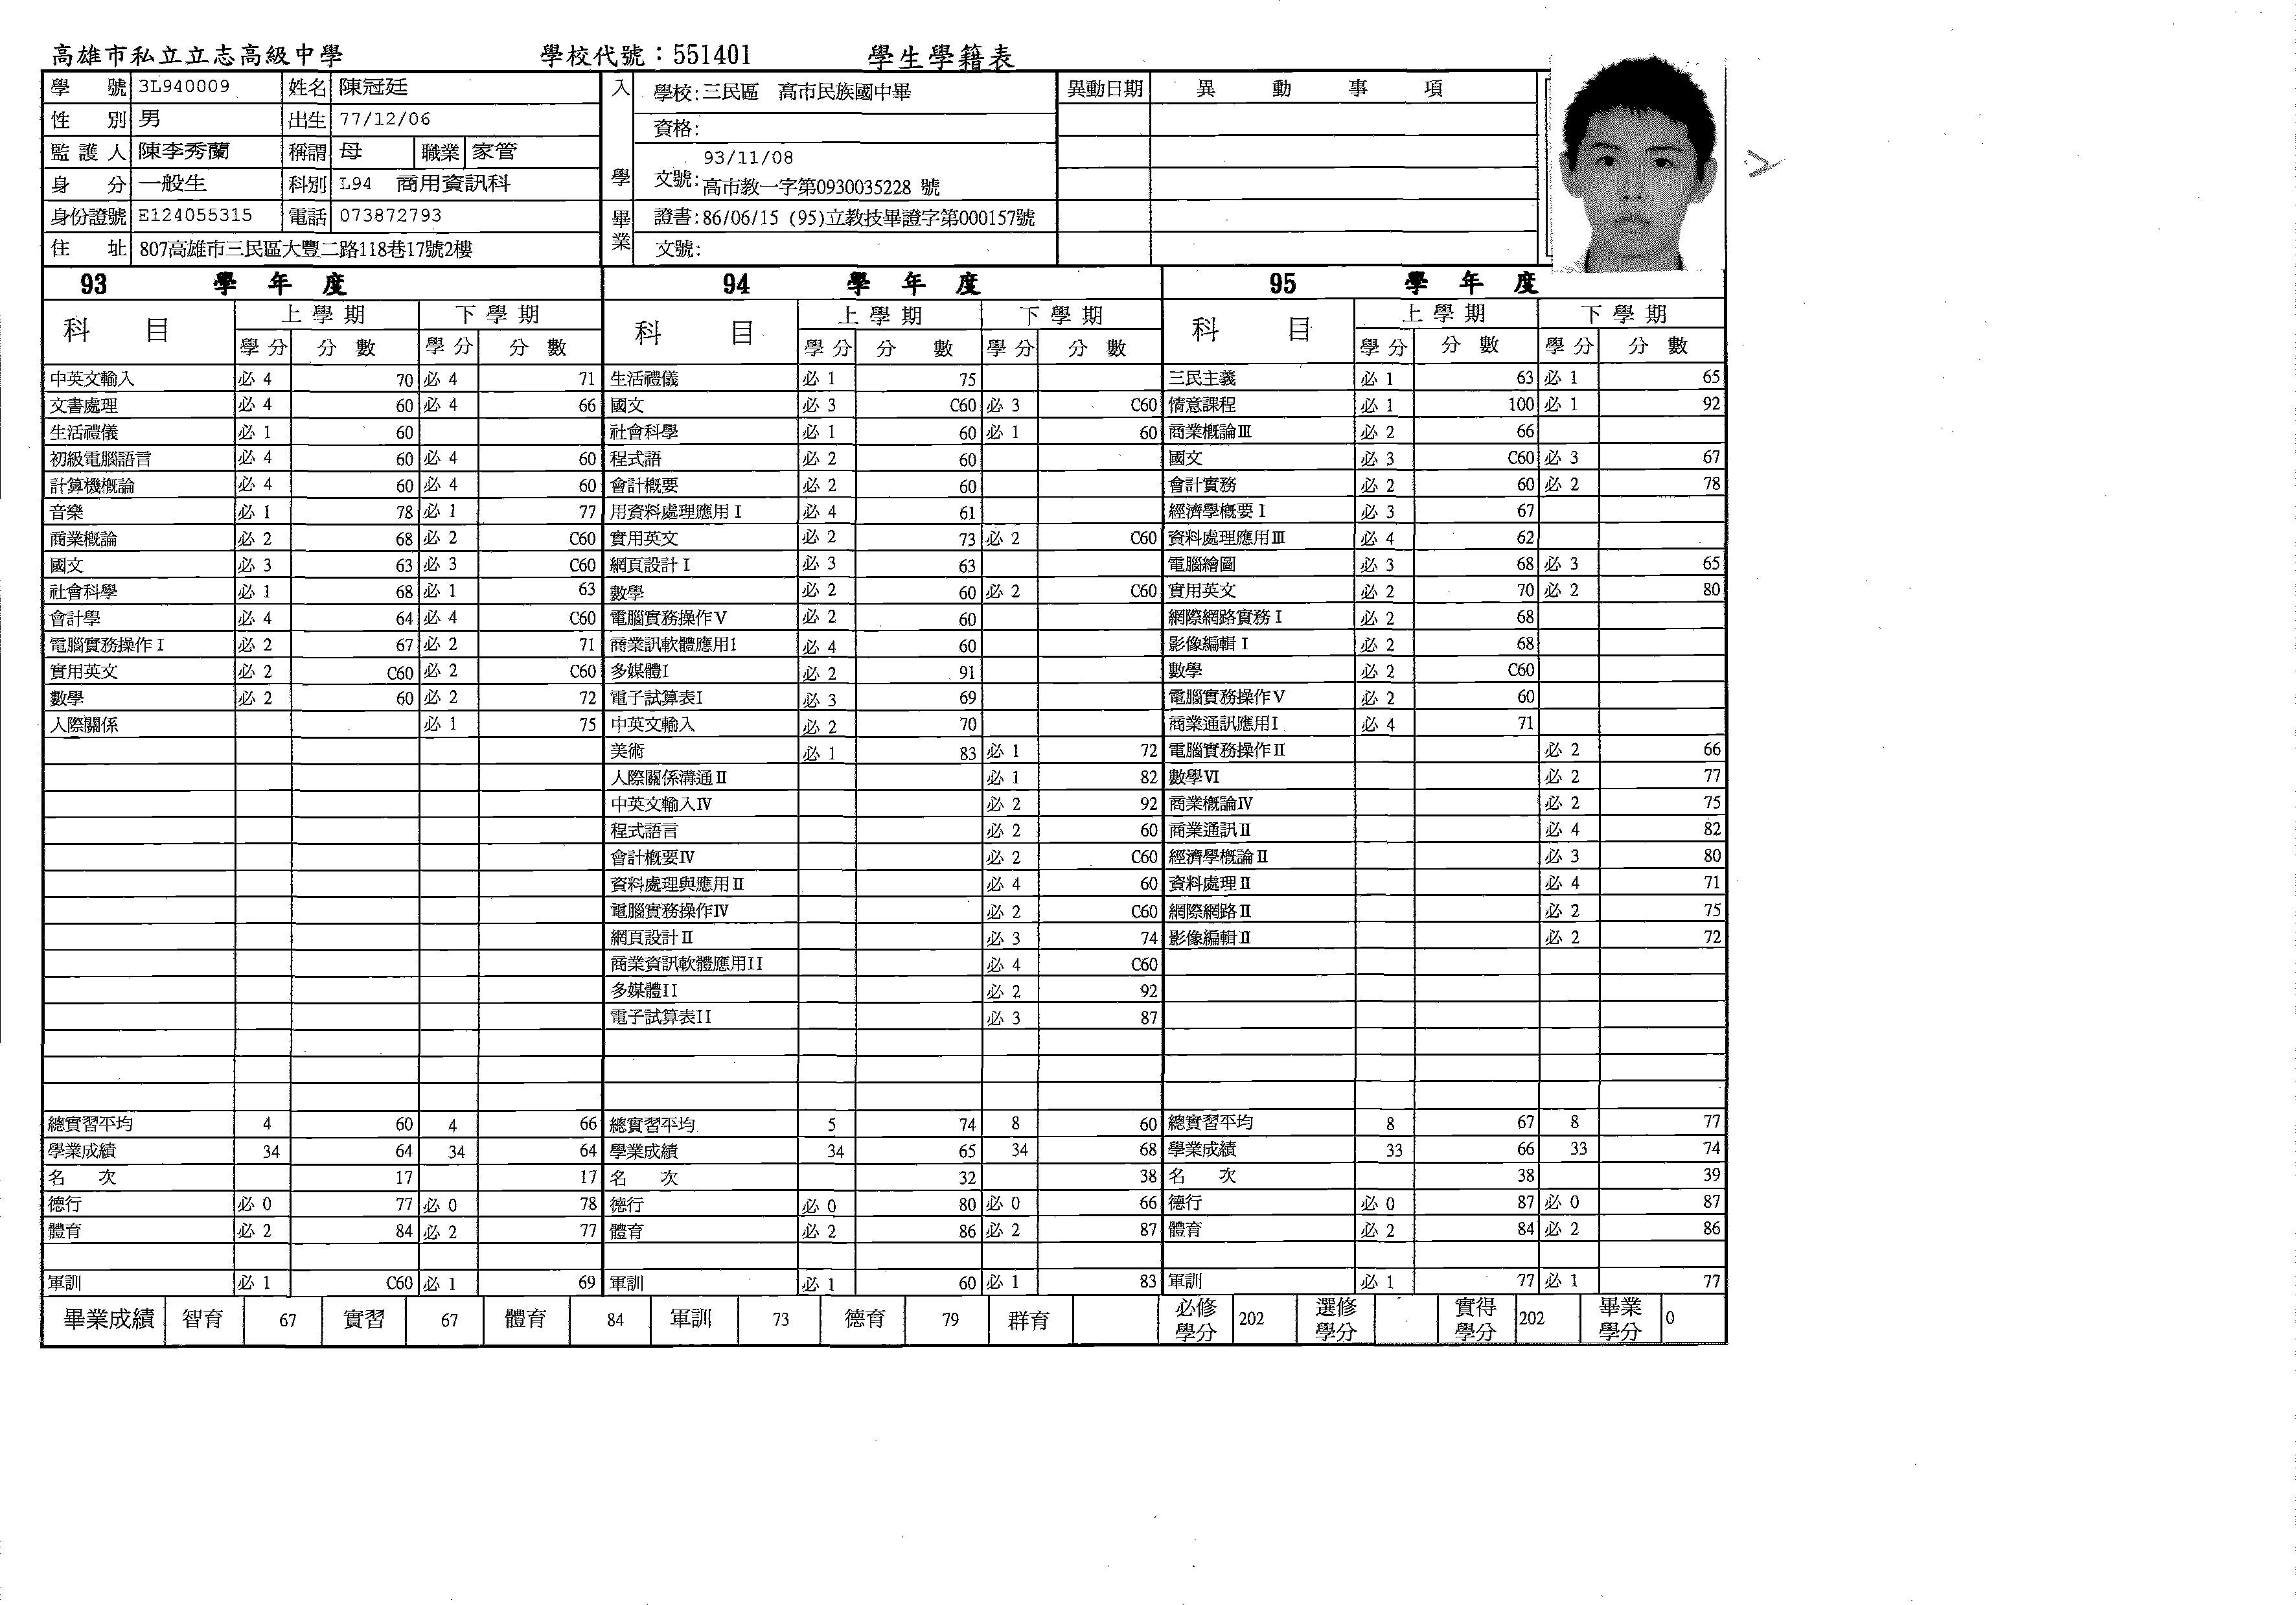 高雄市私立立志高級中學 學校代號：551401 學生學籍表
學 號 3L940009 姓名 陳冠廷 入 學校:三民區 高市民族國中畢 異動日期 異 動 事 項
性 別 男 出生 77/12/06 資格:
監 護 人 陳李秀蘭 稱謂 母 職業 家管 93/11/08
身 分 一般生 科別 L94 商用資訊科 學 文號:高市教一字第0930035228 號
身份證號 E124055315 電話 073872793 畢 證書:86/06/15 (95)立教技畢證字第000157號
住 址 807高雄市三民區大豐二路118巷17號2樓 業 文號:
93 學 年 度 94 學 年 度 95 學 年 度
科 目 上 學 期 下 學 期 科 目 上 學 期 下 學 期 科 目 上 學 期 下 學 期
學 分 分 數 學 分 分 數 學 分 分 數 學 分 分 數 學 分 分 數 學 分 分 數
中英文輸入 必 4 70 必 4 71 生活禮儀 必 1 75 三民主義 必 1 63 必 1 65
文書處理 必 4 60 必 4 66 國文 必 3 C60 必 3 C60 情意課程 必 1 100 必 1 92
生活禮儀 必 1 60 社會科學 必 1 60 必 1 60 商業概論Ⅲ 必 2 66
初級電腦語言 必 4 60 必 4 60 程式語 必 2 60 國文 必 3 C60 必 3 67
計算機概論 必 4 60 必 4 60 會計概要 必 2 60 會計實務 必 2 60 必 2 78
音樂 必 1 78 必 1 77 用資料處理應用Ⅰ 必 4 61 經濟學概要Ⅰ 必 3 67
商業概論 必 2 68 必 2 C60 實用英文 必 2 73 必 2 C60 資料處理應用Ⅲ 必 4 62
國文 必 3 63 必 3 C60 網頁設計Ⅰ 必 3 63 電腦繪圖 必 3 68 必 3 65
社會科學 必 1 68 必 1 63 數學 必 2 60 必 2 C60 實用英文 必 2 70 必 2 80
會計學 必 4 64 必 4 C60 電腦實務操作Ⅴ 必 2 60 網際網路實務Ⅰ 必 2 68
電腦實務操作Ⅰ 必 2 67 必 2 71 商業訊軟體應用1 必 4 60 影像編輯Ⅰ 必 2 68
實用英文 必 2 C60 必 2 C60 多媒體I 必 2 91 數學 必 2 C60
數學 必 2 60 必 2 72 電子試算表I 必 3 69 電腦實務操作Ⅴ 必 2 60
人際關係 必 1 75 中英文輸入 必 2 70 商業通訊應用I 必 4 71
美術 必 1 83 必 1 72 電腦實務操作Ⅱ 必 2 66
人際關係溝通Ⅱ 必 1 82 數學Ⅵ 必 2 77
中英文輸入Ⅳ 必 2 92 商業概論Ⅳ 必 2 75
程式語言 必 2 60 商業通訊Ⅱ 必 4 82
會計概要Ⅳ 必 2 C60 經濟學概論Ⅱ 必 3 80
資料處理與應用Ⅱ 必 4 60 資料處理Ⅱ 必 4 71
電腦實務操作Ⅳ 必 2 C60 網際網路Ⅱ 必 2 75
網頁設計Ⅱ 必 3 74 影像編輯Ⅱ 必 2 72
商業資訊軟體應用II 必 4 C60
多媒體II 必 2 92
電子試算表II 必 3 87
總實習平均 4 60 4 66 總實習平均 5 74 8 60 總實習平均 8 67 8 77
學業成績 34 64 34 64 學業成績 34 65 34 68 學業成績 33 66 33 74
名 次 17 17 名 次 32 38 名 次 38 39
德行 必 0 77 必 0 78 德行 必 0 80 必 0 66 德行 必 0 87 必 0 87
體育 必 2 84 必 2 77 體育 必 2 86 必 2 87 體育 必 2 84 必 2 86
軍訓 必 1 C60 必 1 69 軍訓 必 1 60 必 1 83 軍訓 必 1 77 必 1 77
畢業成績 智育 67 實習 67 體育 84 軍訓 73 德育 79 群育 必修學分 202 選修學分 實得學分 202 畢業學分 0